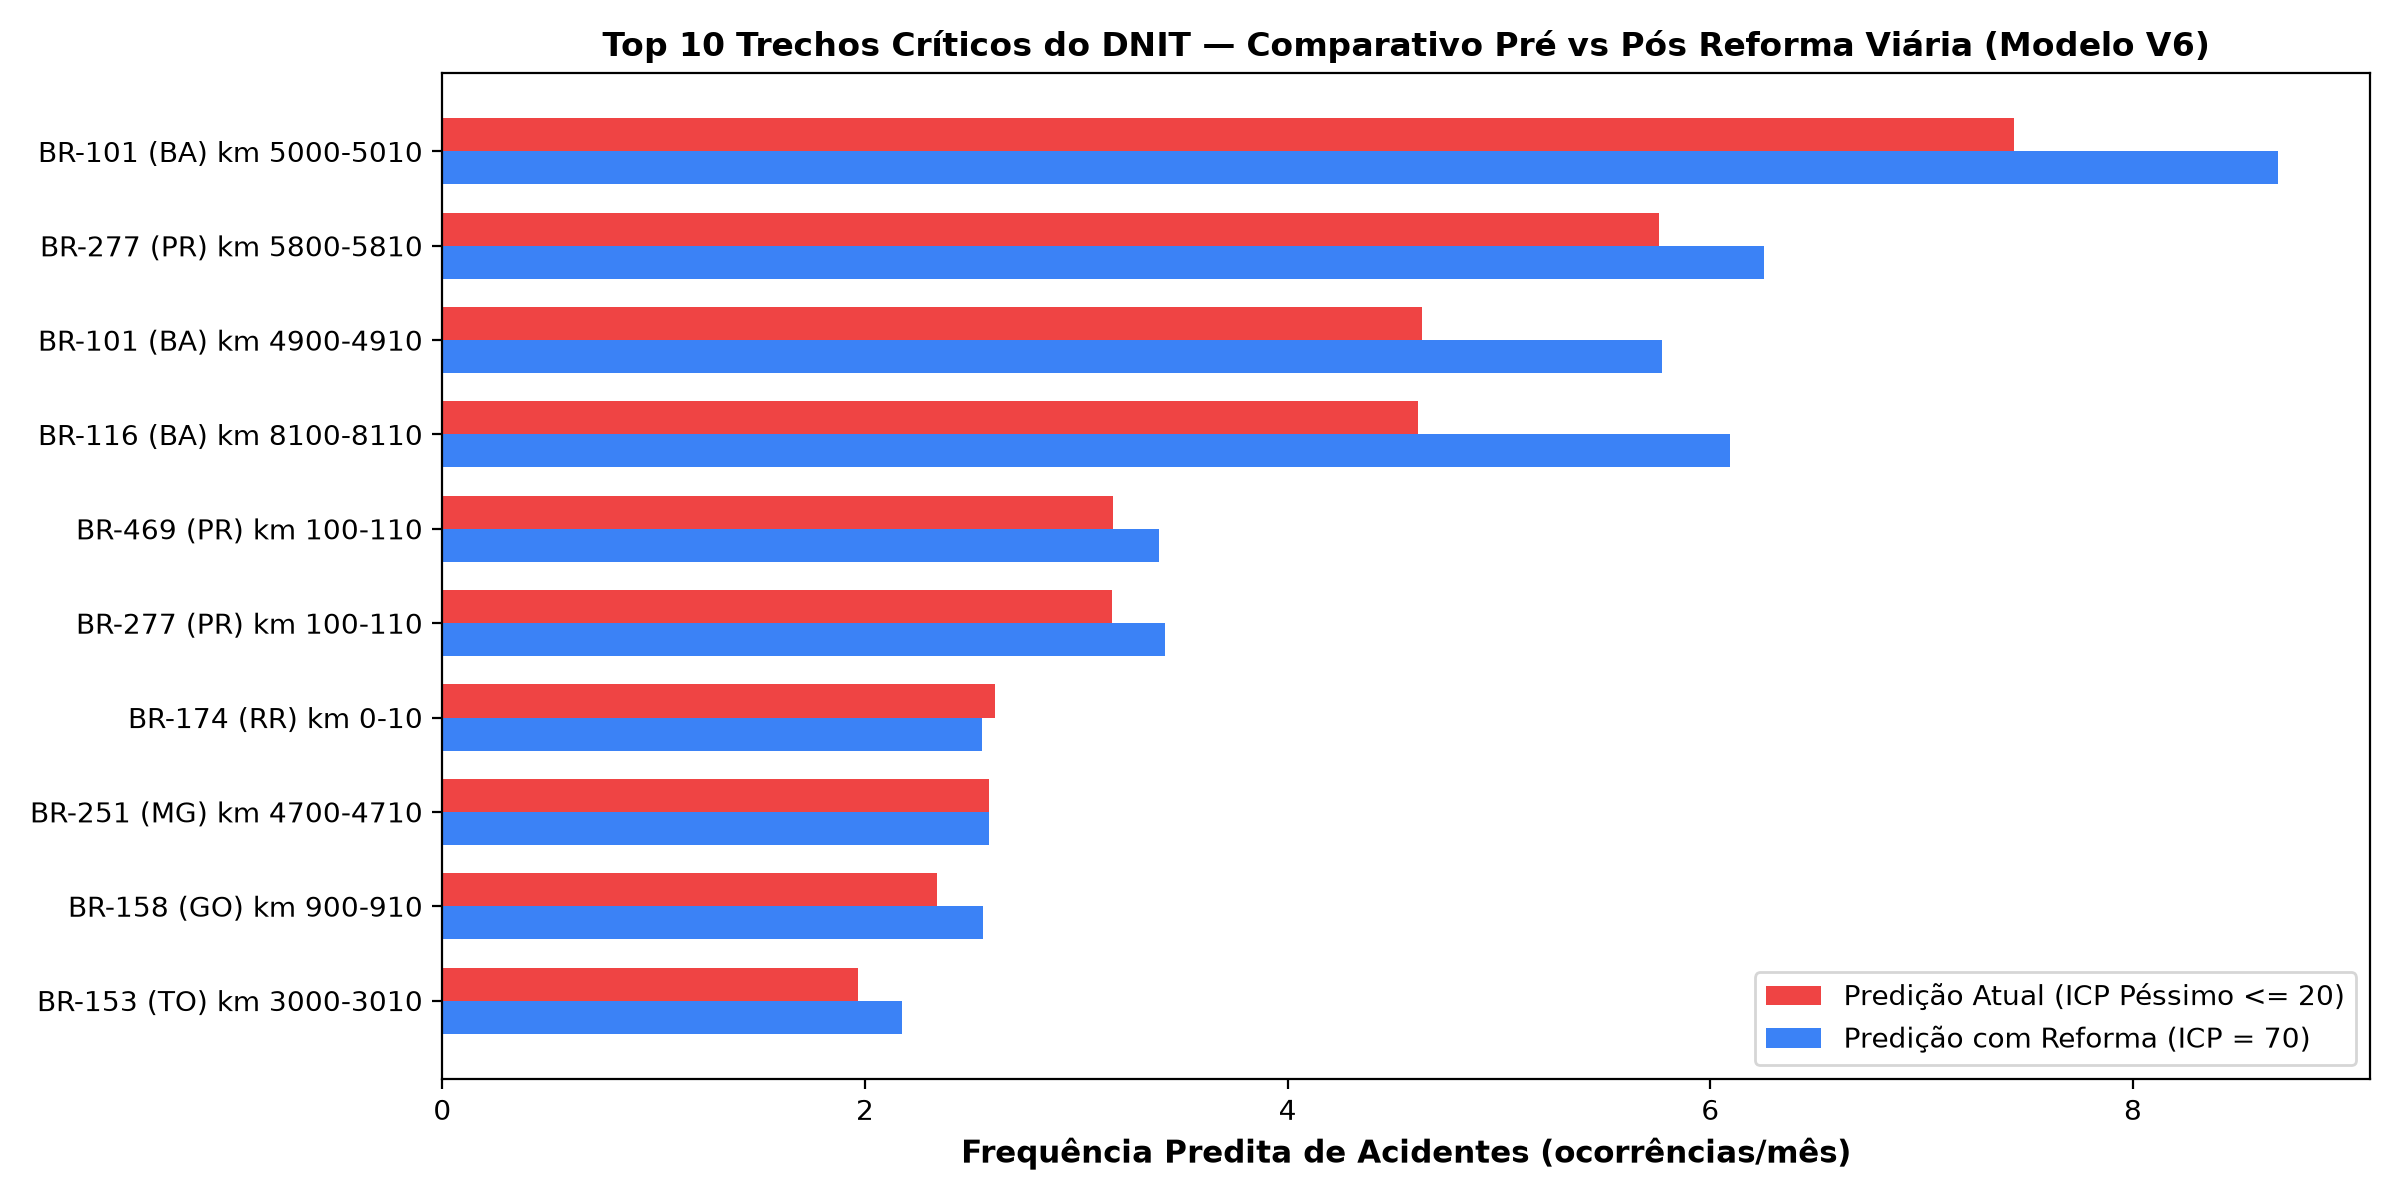 Top 10 Trechos Críticos do DNIT — Comparativo Pré vs Pós Reforma Viária (Modelo V6)
BR-101 (BA) km 5000-5010
BR-277 (PR) km 5800-5810
BR-101 (BA) km 4900-4910
BR-116 (BA) km 8100-8110
BR-469 (PR) km 100-110
BR-277 (PR) km 100-110
BR-174 (RR) km 0-10
BR-251 (MG) km 4700-4710
BR-158 (GO) km 900-910
BR-153 (TO) km 3000-3010
Predição Atual (ICP Péssimo <= 20)
Predição com Reforma (ICP = 70)
0 2 4 6 8
Frequência Predita de Acidentes (ocorrências/mês)